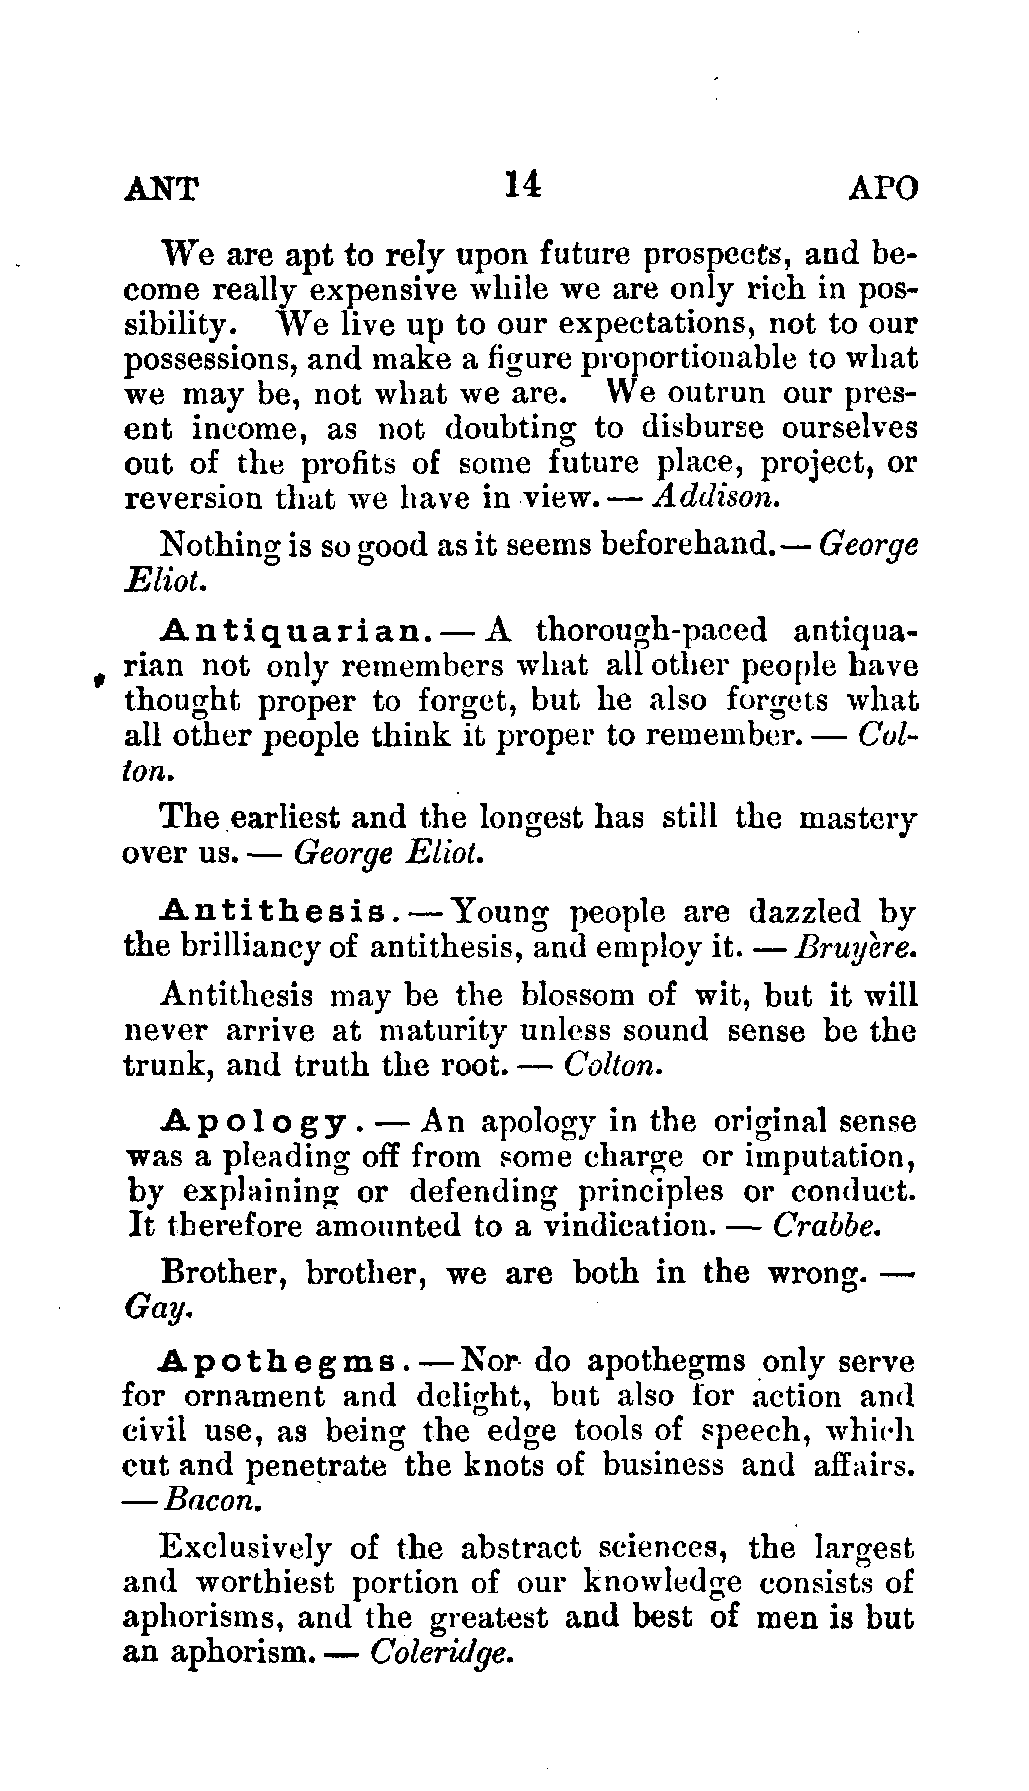 ANT 14 APO
We are apt to rely upon future prospects, and be-
come really expensive while we are only rich in pos-
sibility. We live up to our expectations, not to our
possessions, and make a figure proportionable to what
we may be, not what we are. We outrun our pres-
ent income, as not doubting to disburse ourselves
out of the profits of some future place, project, or
reversion that we have in view. — Addison.
Nothing is so good as it seems beforehand. — George
Eliot.
Antiquarian. — A thorough-paced antiqua-
rian not only remembers what all other people have
thought proper to forget, but he also forgets what
all other people think it proper to remember. — Col-
ton.
The earliest and the longest has still the mastery
over us. — George Eliot.
Antithesis. — Young people are dazzled by
the brilliancy of antithesis, and employ it. — Bruyère.
Antithesis may be the blossom of wit, but it will
never arrive at maturity unless sound sense be the
trunk, and truth the root. — Colton.
Apology. — An apology in the original sense
was a pleading off from some charge or imputation,
by explaining or defending principles or conduct.
It therefore amounted to a vindication. — Crabbe.
Brother, brother, we are both in the wrong. —
Gay.
Apothegms. — Nor do apothegms only serve
for ornament and delight, but also for action and
civil use, as being the edge tools of speech, which
cut and penetrate the knots of business and affairs.
— Bacon.
Exclusively of the abstract sciences, the largest
and worthiest portion of our knowledge consists of
aphorisms, and the greatest and best of men is but
an aphorism. — Coleridge.